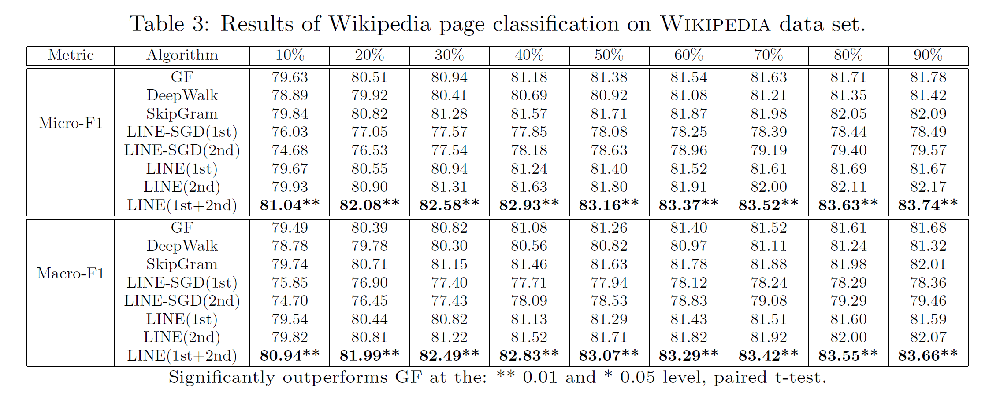 Table 3: Results of Wikipedia page classification on WIKIPEDIA data set.
Metric Algorithm 10% 20% 30% 40% 50% 60% 70% 80% 90%
GF 79.63 80.51 80.94 81.18 81.38 81.54 81.63 81.71 81.78
DeepWalk 78.89 79.92 80.41 80.69 80.92 81.08 81.21 81.35 81.42
SkipGram 79.84 80.82 81.28 81.57 81.71 81.87 81.98 82.05 82.09
Micro-F1
LINE-SGD(1st) 76.03 77.05 77.57 77.85 78.08 78.25 78.39 78.44 78.49
LINE-SGD(2nd) 74.68 76.53 77.54 78.18 78.63 78.96 79.19 79.40 79.57
LINE(1st) 79.67 80.55 80.94 81.24 81.40 81.52 81.61 81.69 81.67
LINE(2nd) 79.93 80.90 81.31 81.63 81.80 81.91 82.00 82.11 82.17
LINE(1st+2nd) 81.04** 82.08** 82.58** 82.93** 83.16** 83.37** 83.52** 83.63** 83.74**
GF 79.49 80.39 80.82 81.08 81.26 81.40 81.52 81.61 81.68
DeepWalk 78.78 79.78 80.30 80.56 80.82 80.97 81.11 81.24 81.32
SkipGram 79.74 80.71 81.15 81.46 81.63 81.78 81.88 81.98 82.01
Macro-F1
LINE-SGD(1st) 75.85 76.90 77.40 77.71 77.94 78.12 78.24 78.29 78.36
LINE-SGD(2nd) 74.70 76.45 77.43 78.09 78.53 78.83 79.08 79.29 79.46
LINE(1st) 79.54 80.44 80.82 81.13 81.29 81.43 81.51 81.60 81.59
LINE(2nd) 79.82 80.81 81.22 81.52 81.71 81.82 81.92 82.00 82.07
LINE(1st+2nd) 80.94** 81.99** 82.49** 82.83** 83.07** 83.29** 83.42** 83.55** 83.66**
Significantly outperforms GF at the: ** 0.01 and * 0.05 level, paired t-test.